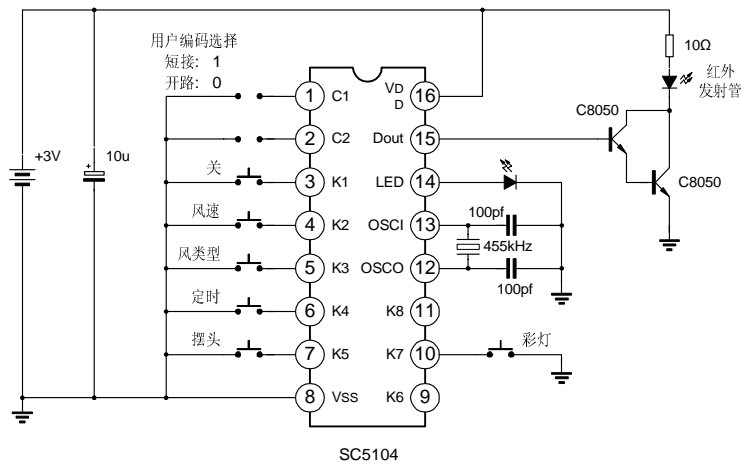 用户编码选择
短接: 1
开路: 0
10Ω
红外
发射管
C8050
C8050
+3V
+
10u
关
风速
风类型
定时
摆头
1 C1
2 C2
3 K1
4 K2
5 K3
6 K4
7 K5
8 VSS
VD
D
16
Dout 15
LED 14
OSCI 13
OSCO 12
K8 11
K7 10
K6 9
100pf
455kHz
100pf
彩灯
SC5104